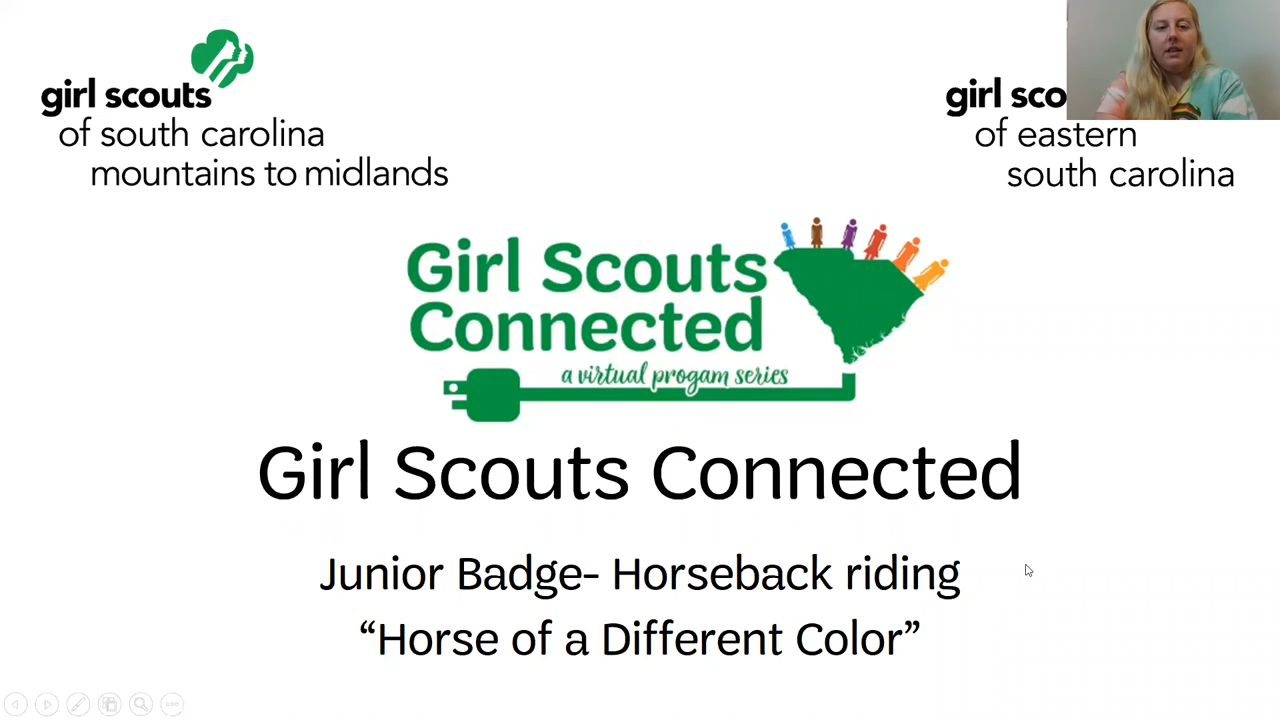 girl scouts
of south carolina
mountains to midlands
girl sco
of eastern
south carolina
Girl Scouts
Connected
a virtual progam series
Girl Scouts Connected
Junior Badge- Horseback riding
“Horse of a Different Color”